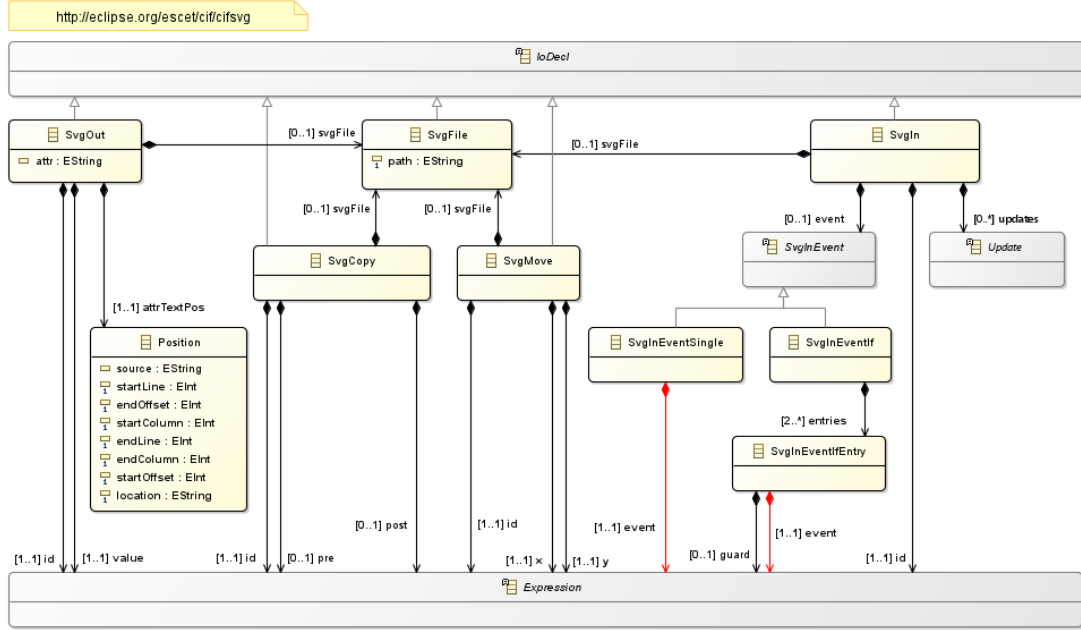 http://eclipse.org/escet/cif/cifsvg
IoDecl
SvgOut
attr : EString
[0..1] svgFile
SvgFile
path : EString
[0..1] svgFile
SvgIn
[0..1] svgFile
[0..1] svgFile
[0..1] event
[0..*] updates
SvgCopy
SvgMove
SvgInEvent
Update
[1..1] attrTextPos
Position
source : EString
startLine : EInt
endOffset : EInt
startColumn : EInt
endLine : EInt
endColumn : EInt
startOffset : EInt
location : EString
SvgInEventSingle
SvgInEventIf
[2..*] entries
SvgInEventIfEntry
[0..1] post
[1..1] id
[1..1] event
[1..1] event
[1..1] id
[1..1] value
[1..1] id
[0..1] pre
[1..1] x
[1..1] y
[0..1] guard
[1..1] id
Expression